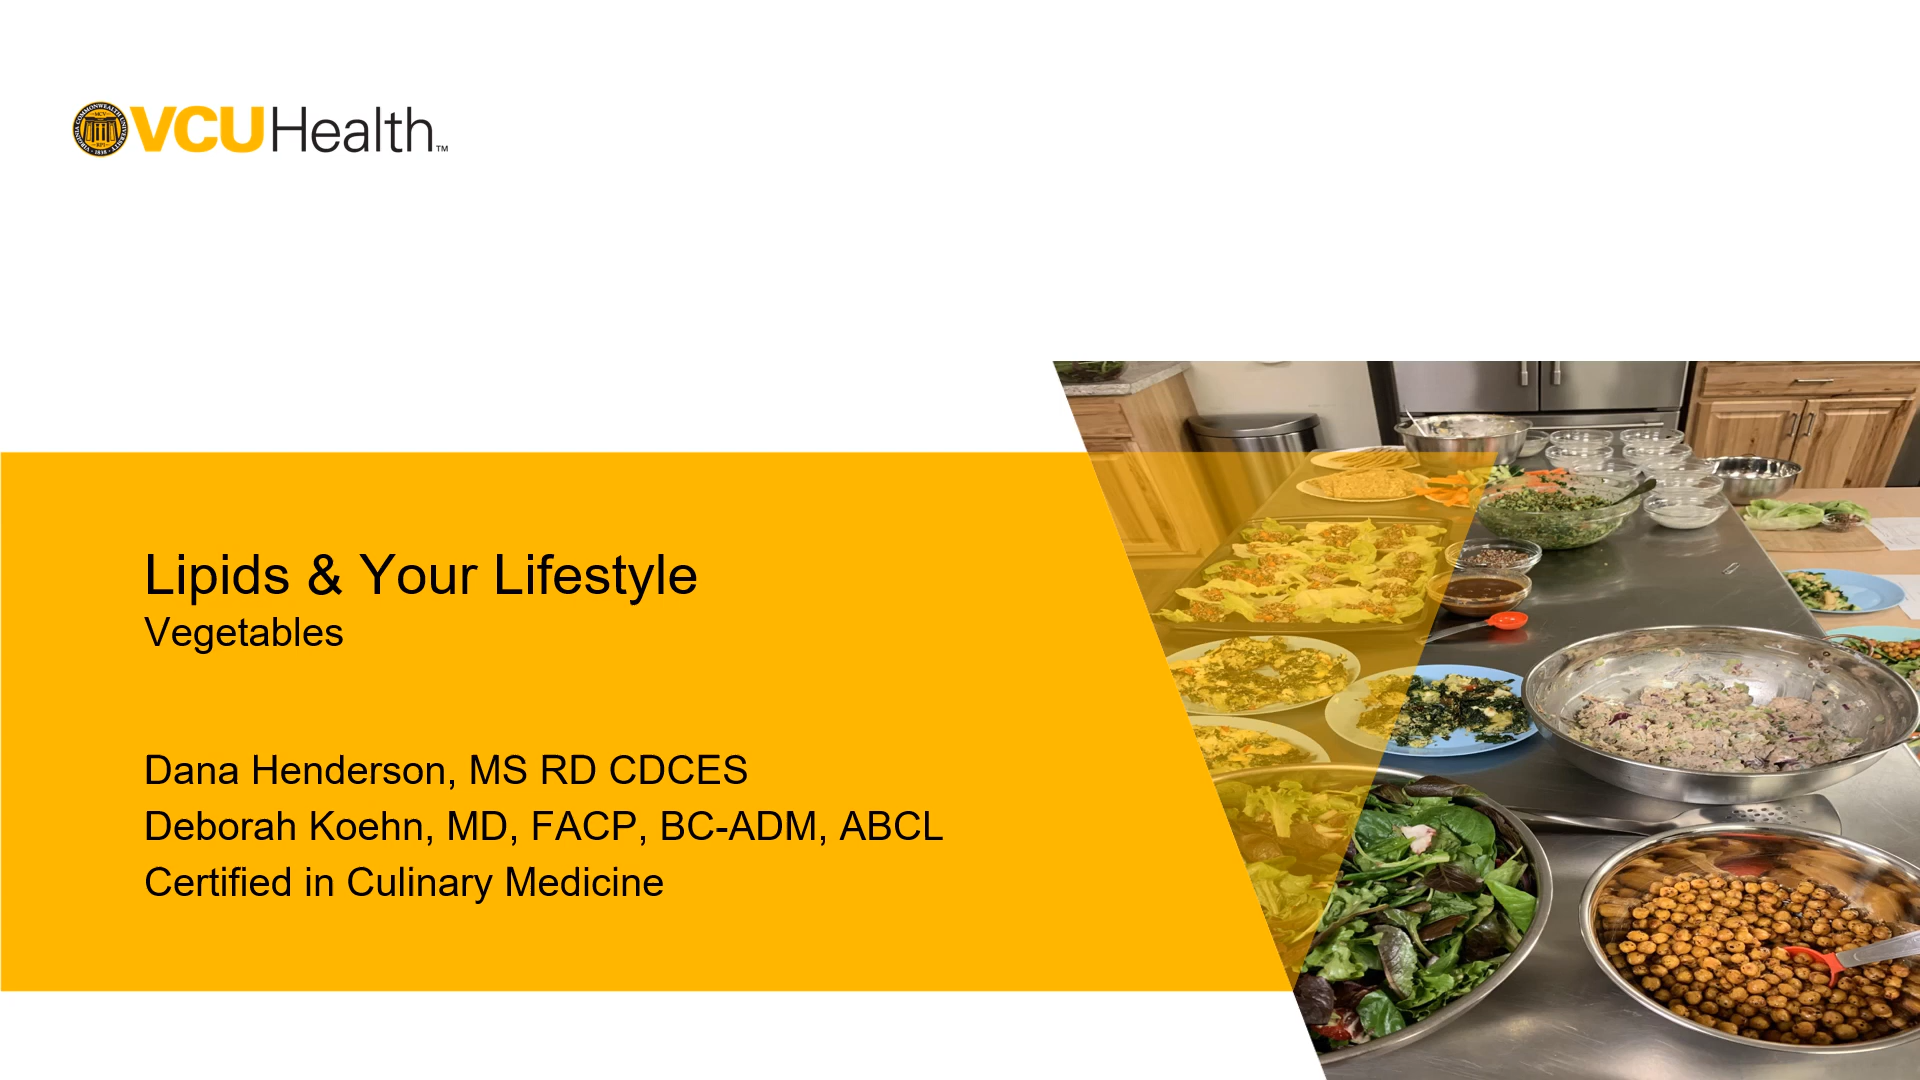 VCUHealth™
Lipids & Your Lifestyle
Vegetables
Dana Henderson, MS RD CDCES
Deborah Koehn, MD, FACP, BC-ADM, ABCL
Certified in Culinary Medicine